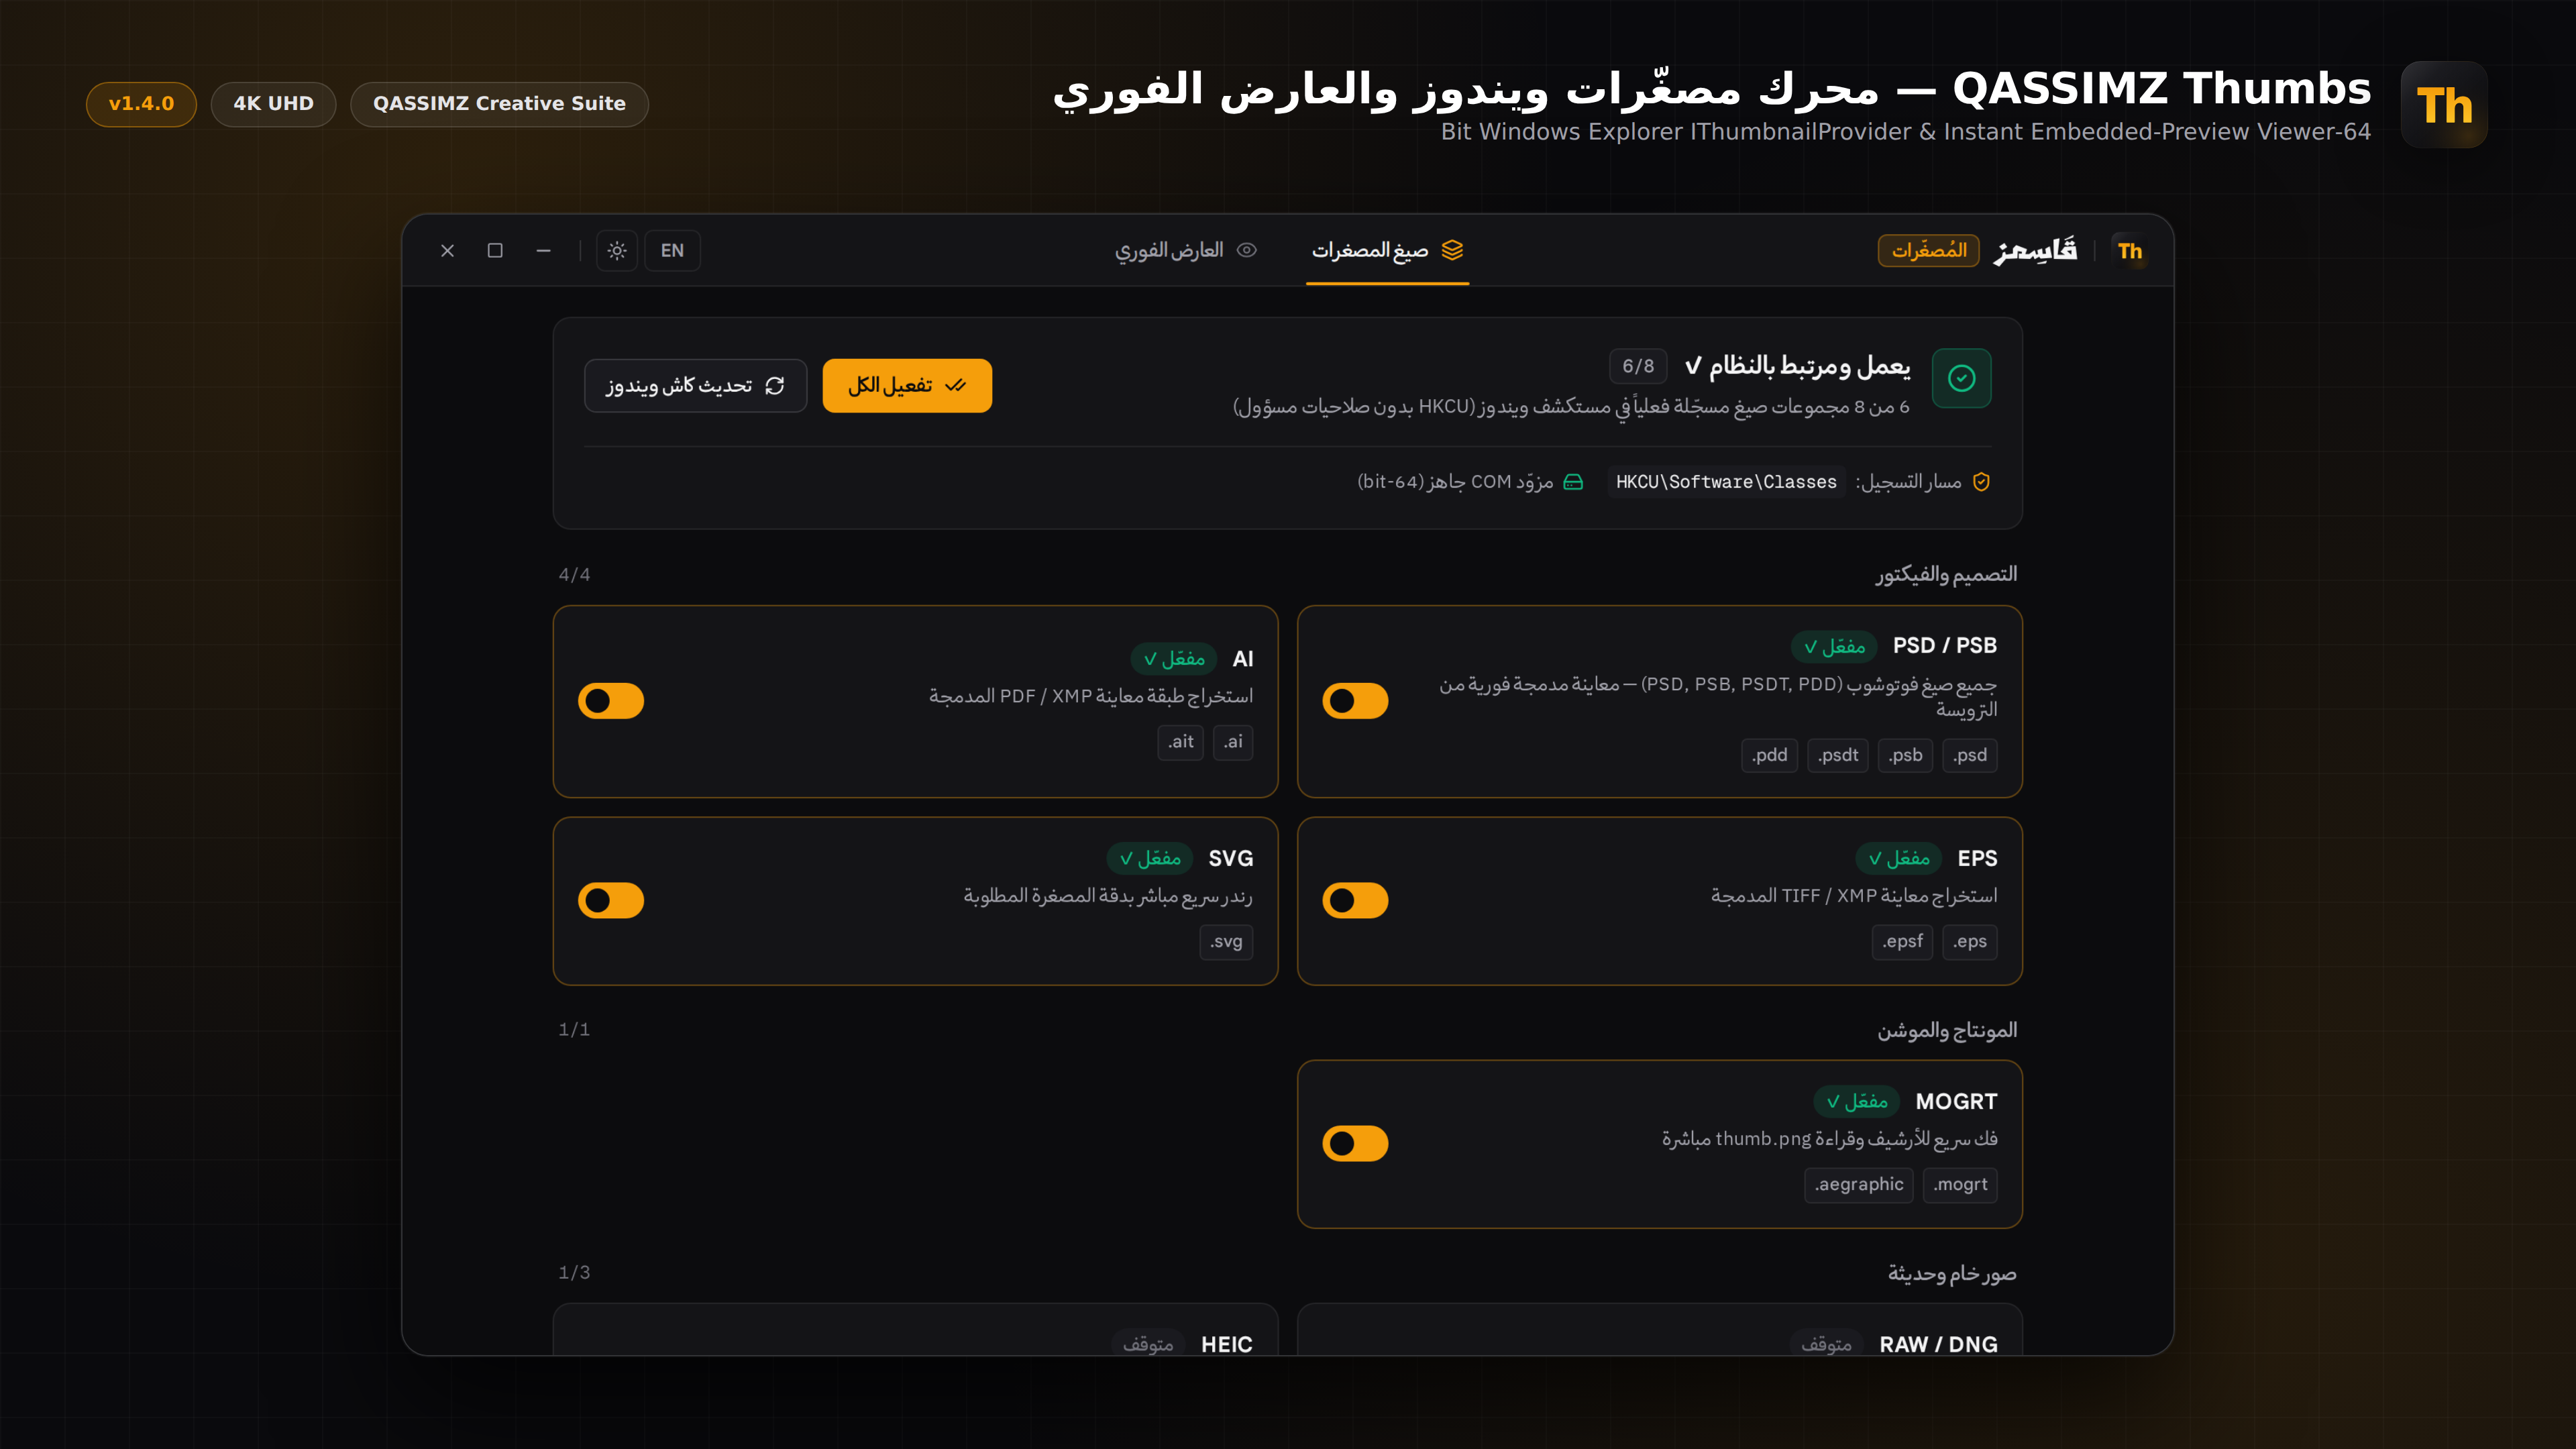 Th
QASSIMZ Thumbs — محرك مصغّرات ويندوز والعارض الفوري
Bit Windows Explorer IThumbnailProvider & Instant Embedded-Preview Viewer-64
QASSIMZ Creative Suite
4K UHD
v1.4.0
Th
قاسمز
المُصغّرات
صيغ المصغرات
العارض الفوري
EN
يعمل ومرتبط بالنظام ✓
6/8
6 من 8 مجموعات صيغ مسجّلة فعلياً في مستكشف ويندوز (HKCU بدون صلاحيات مسؤول)
تفعيل الكل
تحديث كاش ويندوز
مسار التسجيل: HKCU\Software\Classes
مزوّد COM جاهز (bit-64)
التصميم والفيكتور
4/4
PSD / PSB
مفعّل ✓
جميع صيغ فوتوشوب (PSD, PSB, PSDT, PDD) — معاينة مدمجة فورية من
الترويسة
.psd .psb .psdt .pdd
AI
مفعّل ✓
استخراج طبقة معاينة PDF / XMP المدمجة
.ai .ait
EPS
مفعّل ✓
استخراج معاينة TIFF / XMP المدمجة
.eps .epsf
SVG
مفعّل ✓
رندر سريع مباشر بدقة المصغرة المطلوبة
.svg
المونتاج والموشن
1/1
MOGRT
مفعّل ✓
فك سريع للأرشيف وقراءة thumb.png مباشرة
.mogrt .aegraphic
صور خام وحديثة
1/3
RAW / DNG
متوقف
HEIC
متوقف